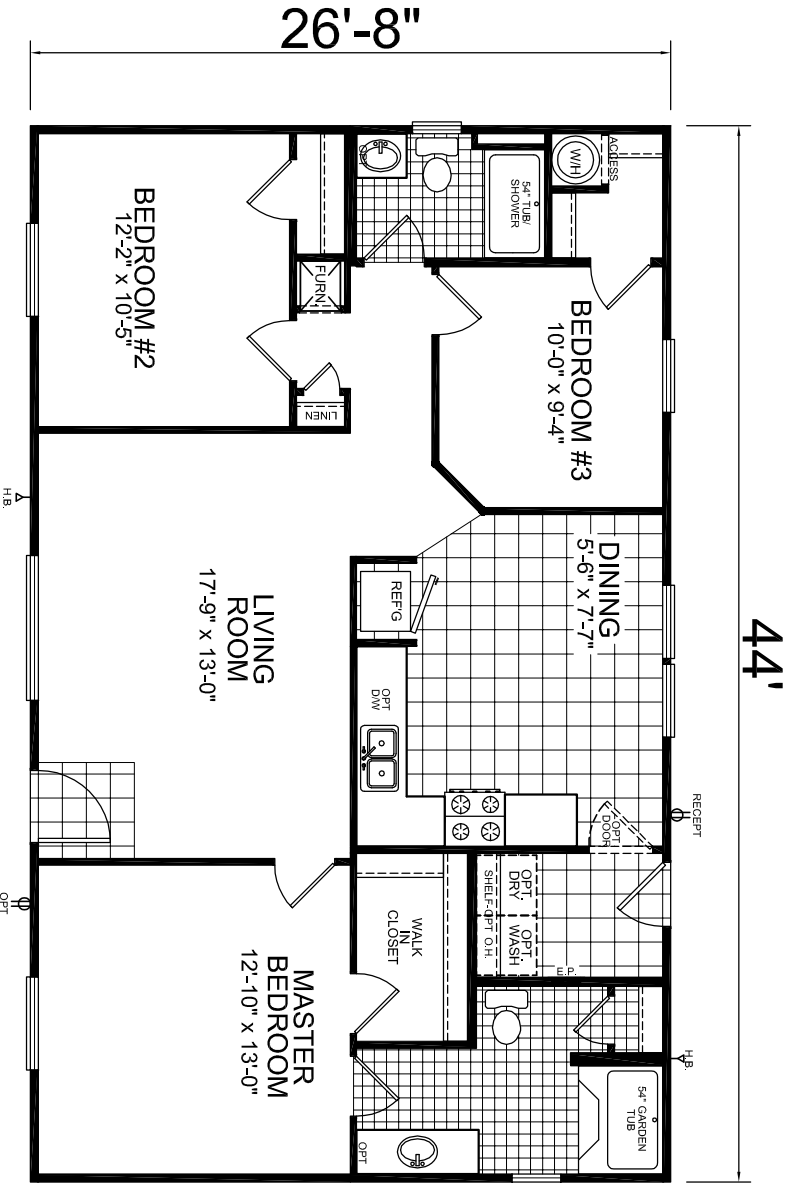 26'-8"
44'
ACCESS
W/H
54" TUB/
SHOWER
BEDROOM #2
12'-2" x 10'-5"
FURN.
LINEN
BEDROOM #3
10'-0" x 9'-4"
H.B.
DINING
5'-6" x 7'-7"
REF'G
LIVING
ROOM
17'-9" x 13'-0"
OPT
D/W
RECEPT
OPT
DOOR
OPT
OPT.
DRY
OPT.
WASH
SHELF-OPT O.H.
WALK
IN
CLOSET
E.P.
MASTER
BEDROOM
12'-10" x 13'-0"
H.B.
54" GARDEN
TUB
OPT